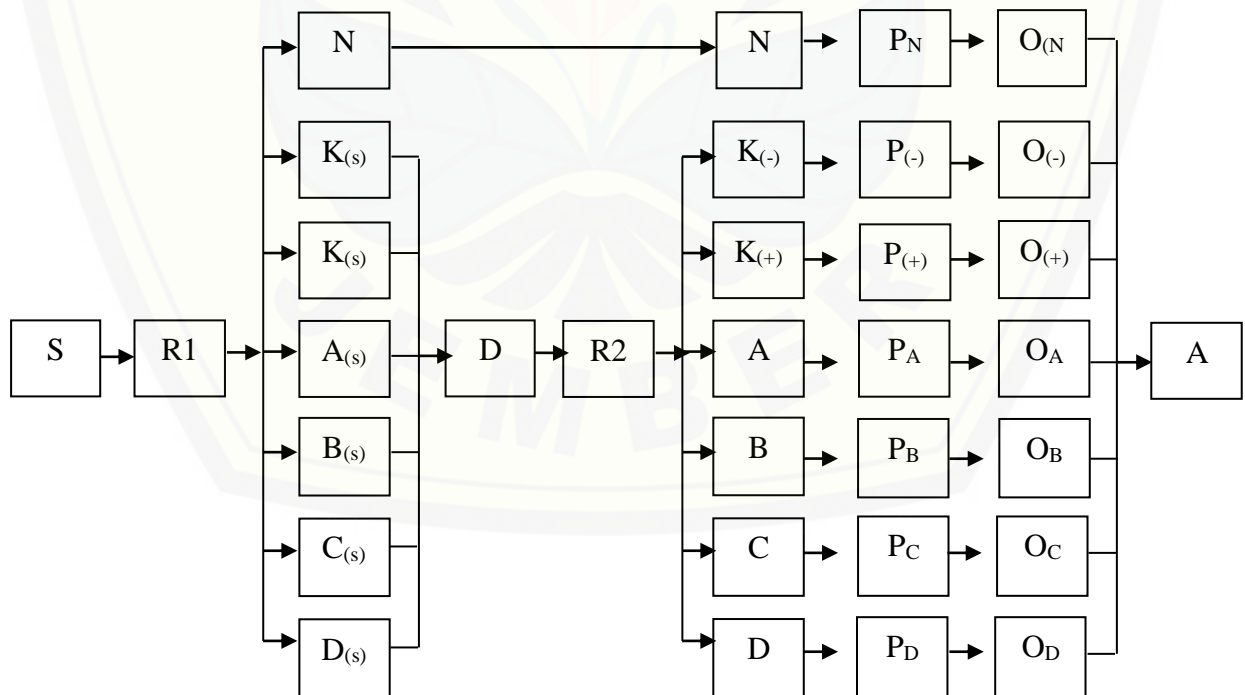 N N P_N O_(N
K_(s) K_(-) P_(-) O_(-)
K_(s) K_(+) P_(+) O_(+)
S R1 A_(s) D R2 A P_A O_A A
B_(s) B P_B O_B
C_(s) C P_C O_C
D_(s) D P_D O_D
JEMBER